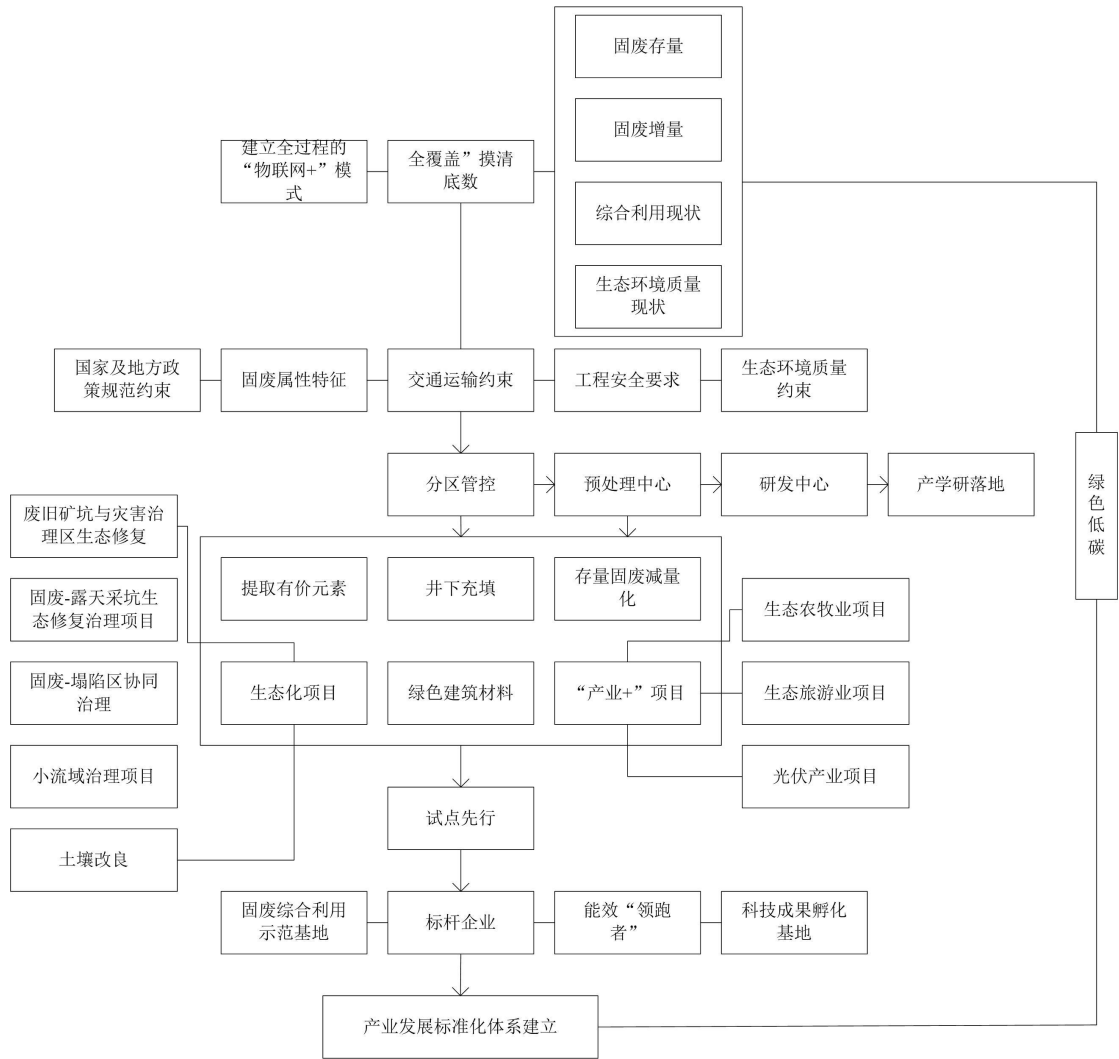 固废存量
固废增量
建立全过程的
“物联网+”模
式
全覆盖”摸清
底数
综合利用现状
生态环境质量
现状
国家及地方政
策规范约束
固废属性特征
交通运输约束
工程安全要求
生态环境质量
约束
绿色低碳
分区管控
预处理中心
研发中心
产学研落地
废旧矿坑与灾害治
理区生态修复
提取有价元素
井下充填
存量固废减量
化
固废-露天采坑生
态修复治理项目
生态农牧业项目
固废-塌陷区协同
治理
生态化项目
绿色建筑材料
“产业+”项目
生态旅游业项目
小流域治理项目
光伏产业项目
试点先行
土壤改良
固废综合利用
示范基地
标杆企业
能效“领跑
者”
科技成果孵化
基地
产业发展标准化体系建立